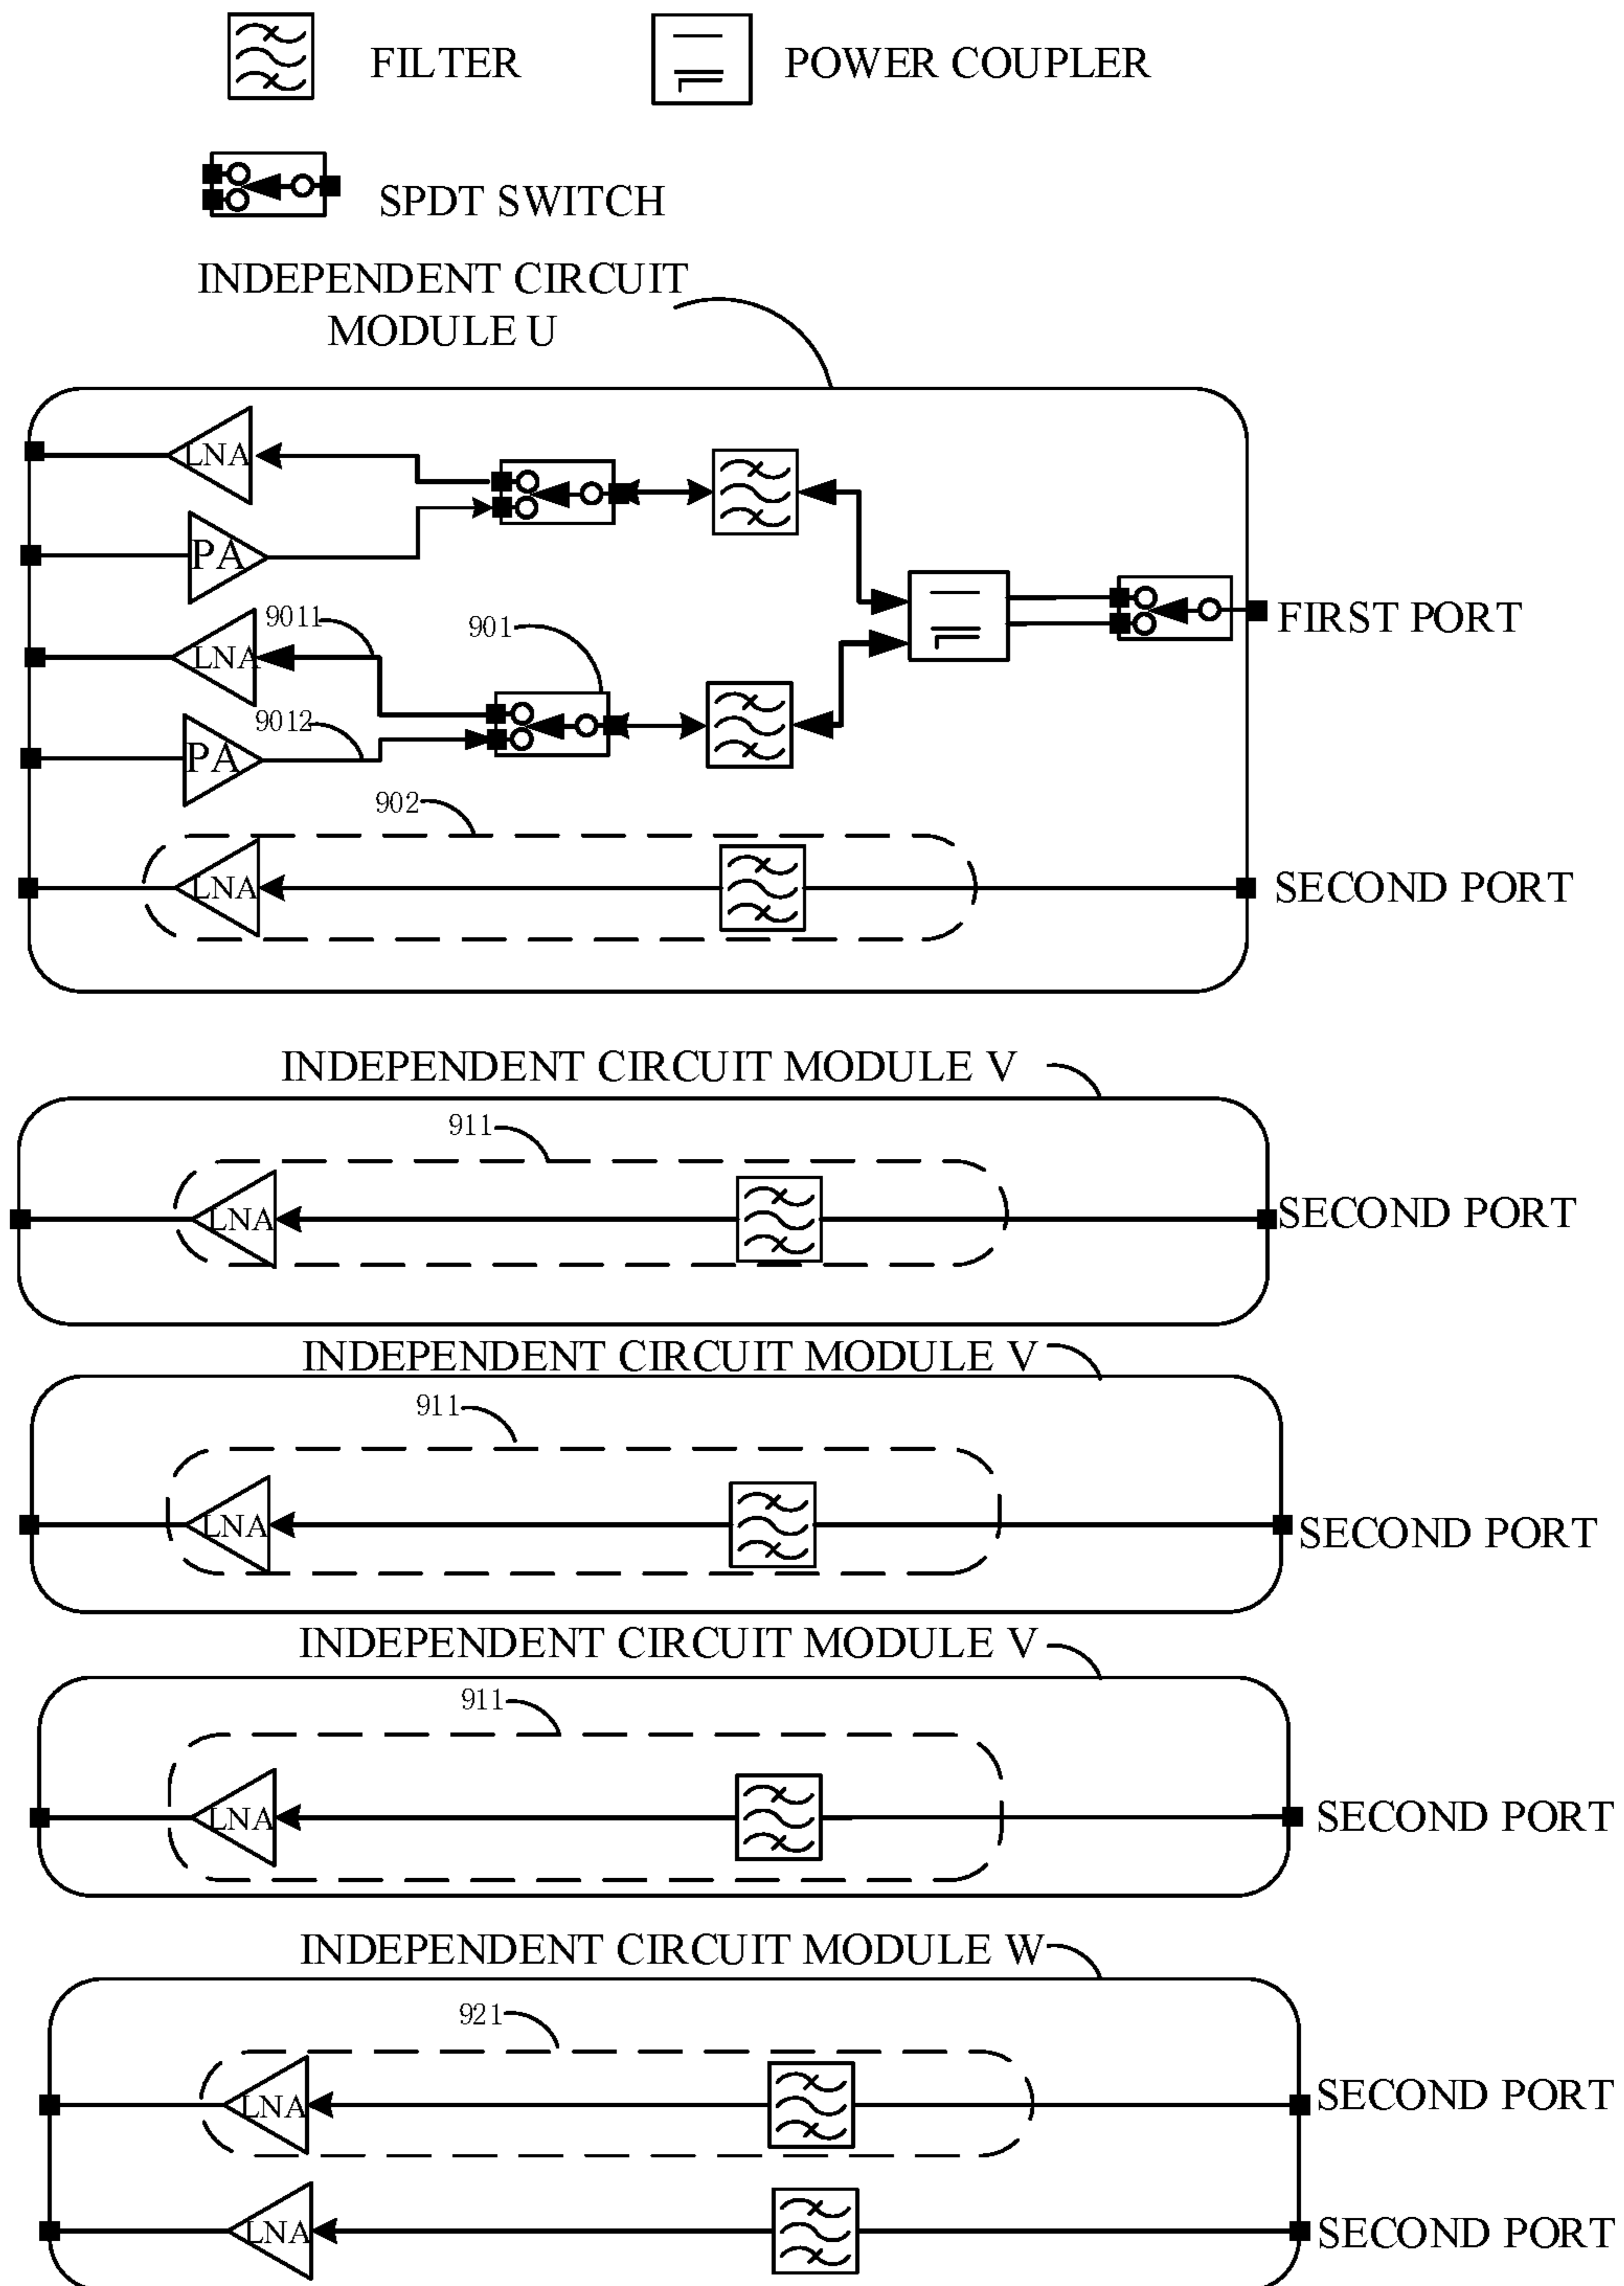 FILTER
POWER COUPLER
SPDT SWITCH
INDEPENDENT CIRCUIT
MODULE U
LNA
PA
FIRST PORT
9011
901
LNA
9012
PA
902
LNA
SECOND PORT
INDEPENDENT CIRCUIT MODULE V
911
LNA
SECOND PORT
INDEPENDENT CIRCUIT MODULE V
911
LNA
SECOND PORT
INDEPENDENT CIRCUIT MODULE V
911
LNA
SECOND PORT
INDEPENDENT CIRCUIT MODULE W
921
LNA
SECOND PORT
LNA
SECOND PORT